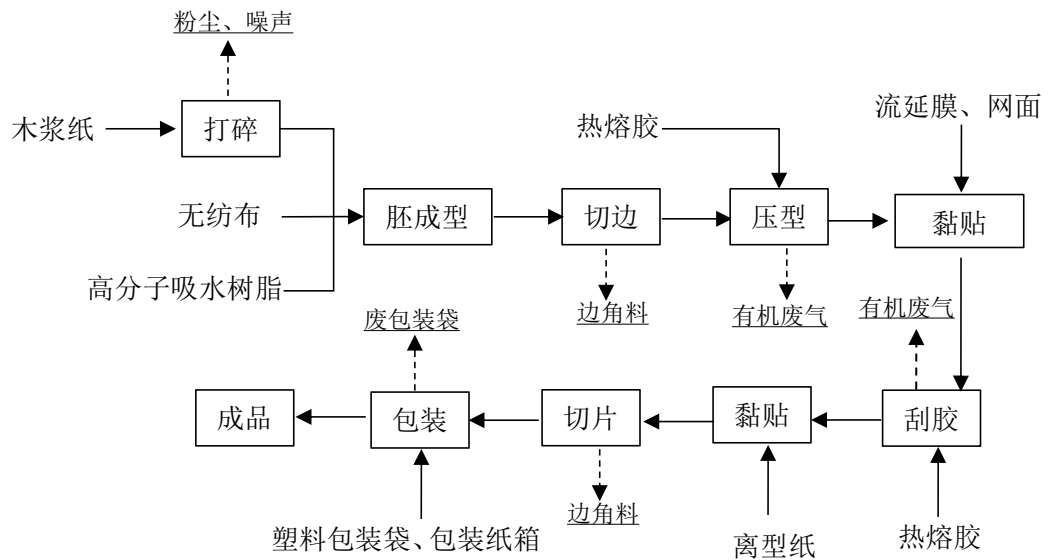 粉尘、噪声
木浆纸
打碎
热熔胶
流延膜、网面
无纺布
胚成型
切边
压型
黏贴
高分子吸水树脂
废包装袋
边角料
有机废气
有机废气
成品
包装
切片
黏贴
刮胶
塑料包装袋、包装纸箱
边角料
离型纸
热熔胶